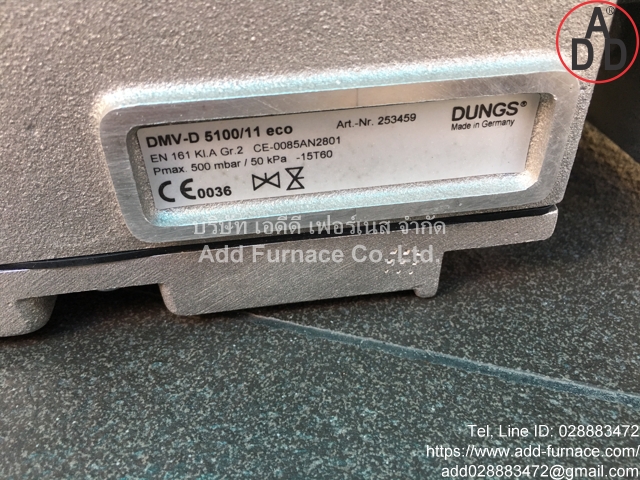 ADD
DMV-D 5100/11 eco Art.-Nr. 253459 DUNGS®
Made in Germany
EN 161 Kl.A Gr.2 CE-0085AN2801
Pmax. 500 mbar / 50 kPa -15T60
CE0036
บริษัท เอดีดี เฟอร์เนส จำกัด
Add Furnace Co.,Ltd.
Tel, Line ID: 028883472
https://www.add-furnace.com/
add028883472@gmail.com